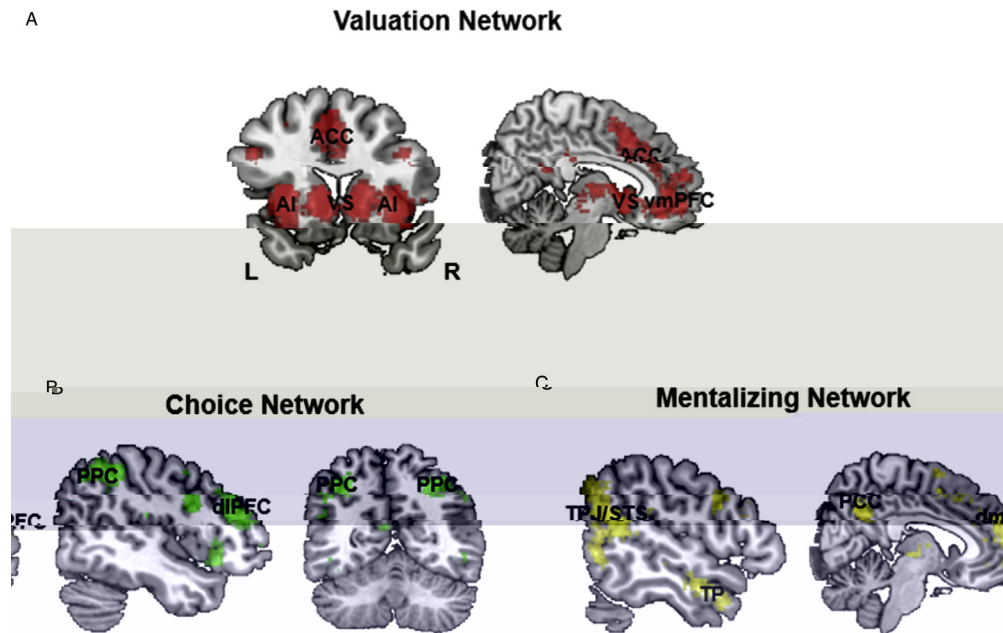 A
Valuation Network
ACC
ACC
AI
VS
AI
VS
vmPFC
L
R
C
Choice Network
Mentalizing Network
PPC
dlPFC
PPC
PPC
TPJ/STS
TP
PCC